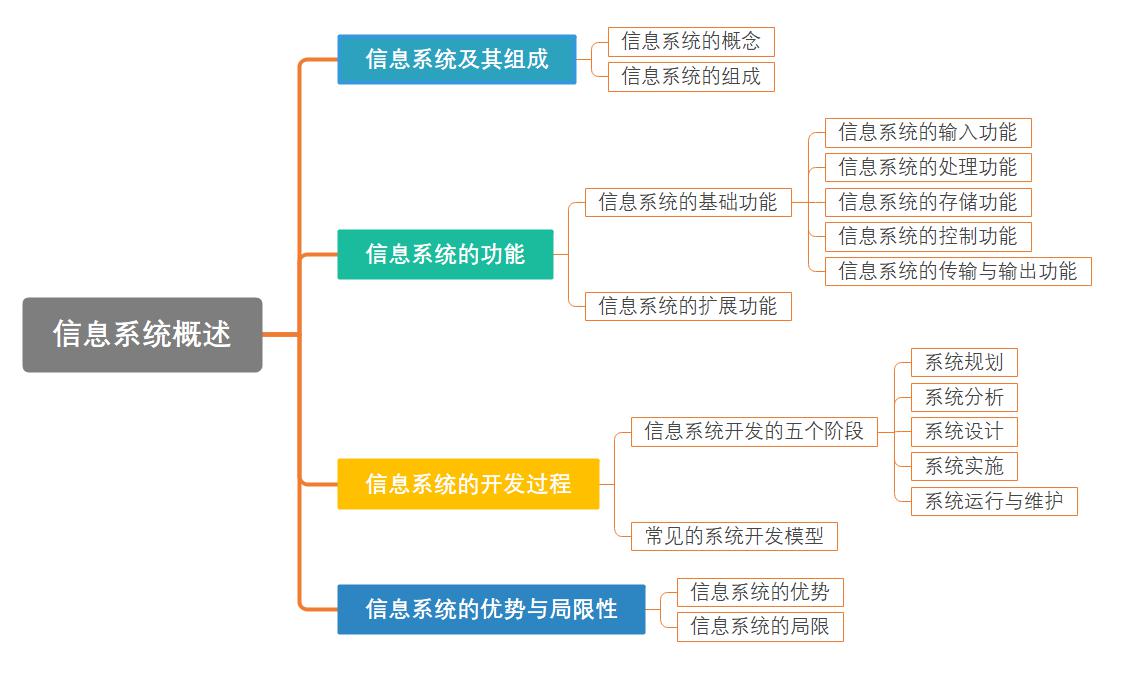 信息系统概述
信息系统及其组成
信息系统的概念
信息系统的组成
信息系统的功能
信息系统的基础功能
信息系统的输入功能
信息系统的处理功能
信息系统的存储功能
信息系统的控制功能
信息系统的传输与输出功能
信息系统的扩展功能
信息系统的开发过程
信息系统开发的五个阶段
系统规划
系统分析
系统设计
系统实施
系统运行与维护
常见的系统开发模型
信息系统的优势与局限性
信息系统的优势
信息系统的局限